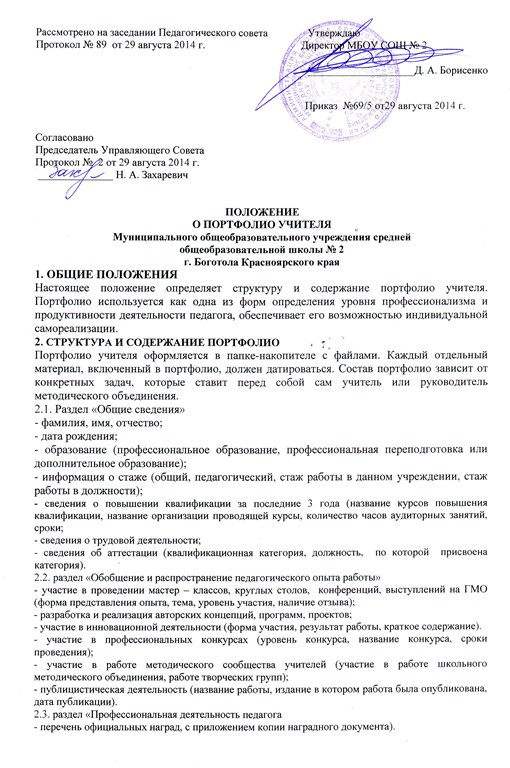 Рассмотрено на заседании Педагогического совета Утверждаю
Протокол № 89 от 29 августа 2014 г. Директор МБОУ СОШ № 2
____________________Д. А. Борисенко
Приказ №69/5 от29 августа 2014 г.
Согласовано
Председатель Управляющего Совета
Протокол № 2 от 29 августа 2014 г.
______________ Н. А. Захаревич
ПОЛОЖЕНИЕ
О ПОРТФОЛИО УЧИТЕЛЯ
Муниципального общеобразовательного учреждения средней
общеобразовательной школы № 2
г. Боготола Красноярского края
1. ОБЩИЕ ПОЛОЖЕНИЯ
Настоящее положение определяет структуру и содержание портфолио учителя.
Портфолио используется как одна из форм определения уровня профессионализма и
продуктивности деятельности педагога, обеспечивает его возможностью индивидуальной
самореализации.
2. СТРУКТУРА И СОДЕРЖАНИЕ ПОРТФОЛИО
Портфолио учителя оформляется в папке-накопителе с файлами. Каждый отдельный
материал, включенный в портфолио, должен датироваться. Состав портфолио зависит от
конкретных задач, которые ставит перед собой сам учитель или руководитель
методического объединения.
2.1. Раздел «Общие сведения»
- фамилия, имя, отчество;
- дата рождения;
- образование (профессиональное образование, профессиональная переподготовка или
дополнительное образование);
- информация о стаже (общий, педагогический, стаж работы в данном учреждении, стаж
работы в должности);
- сведения о повышении квалификации за последние 3 года (название курсов повышения
квалификации, название организации проводящей курсы, количество часов аудиторных занятий,
сроки;
- сведения о трудовой деятельности;
- сведения об аттестации (квалификационная категория, должность, по которой присвоена
категория).
2.2. раздел «Обобщение и распространение педагогического опыта работы»
- участие в проведении мастер – классов, круглых столов, конференций, выступлений на ГМО
(форма представления опыта, тема, уровень участия, наличие отзыва);
- разработка и реализация авторских концепций, программ, проектов;
- участие в инновационной деятельности (форма участия, результат работы, краткое содержание).
- участие в профессиональных конкурсах (уровень конкурса, название конкурса, сроки
проведения);
- участие в работе методического сообщества учителей (участие в работе школьного
методического объединения, работе творческих групп);
- публицистическая деятельность (название работы, издание в котором работа была опубликована,
дата публикации).
2.3. раздел «Профессиональная деятельность педагога
- перечень официальных наград, с приложением копии наградного документа).